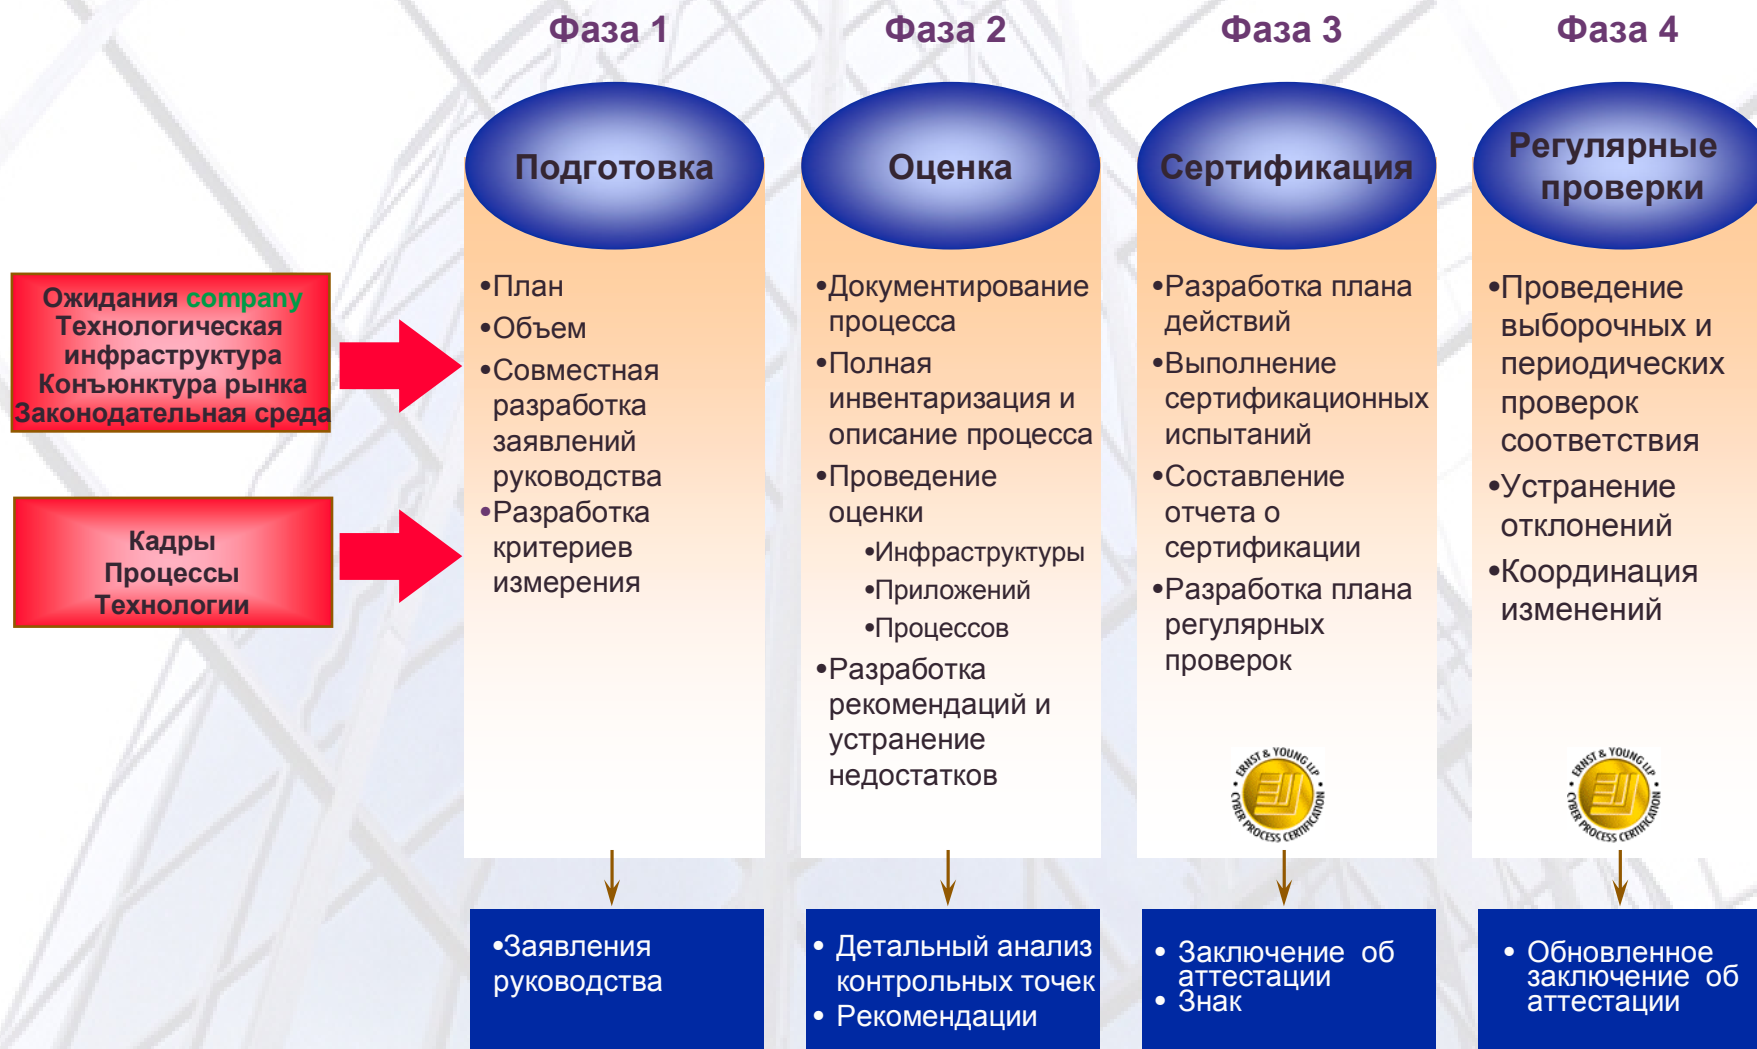 Фаза 1
Фаза 2
Фаза 3
Фаза 4
Подготовка
Оценка
Сертификация
Регулярные
проверки
Ожидания company
Технологическая
инфраструктура
Конъюнктура рынка
Законодательная среда
Кадры
Процессы
Технологии
•План
•Объем
•Совместная
разработка
заявлений
руководства
•Разработка
критериев
измерения
•Документирование
процесса
•Полная
инвентаризация и
описание процесса
•Проведение
оценки
•Инфраструктуры
•Приложений
•Процессов
•Разработка
рекомендаций и
устранение
недостатков
•Разработка плана
действий
•Выполнение
сертификационных
испытаний
•Составление
отчета о
сертификации
•Разработка плана
регулярных
проверок
ERNST & YOUNG LLP
CYBER PROCESS CERTIFICATION
•Проведение
выборочных и
периодических
проверок
соответствия
•Устранение
отклонений
•Координация
изменений
ERNST & YOUNG LLP
CYBER PROCESS CERTIFICATION
•Заявления
руководства
• Детальный анализ
контрольных точек
• Рекомендации
• Заключение об
аттестации
• Знак
• Обновленное
заключение об
аттестации